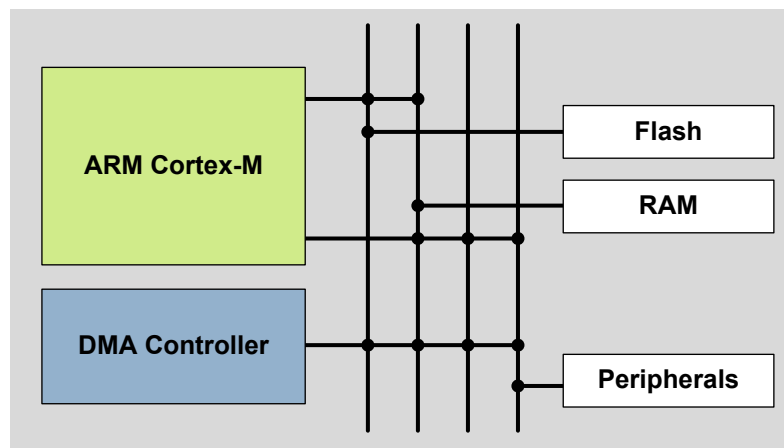 ARM Cortex-M
Flash
RAM
DMA Controller
Peripherals